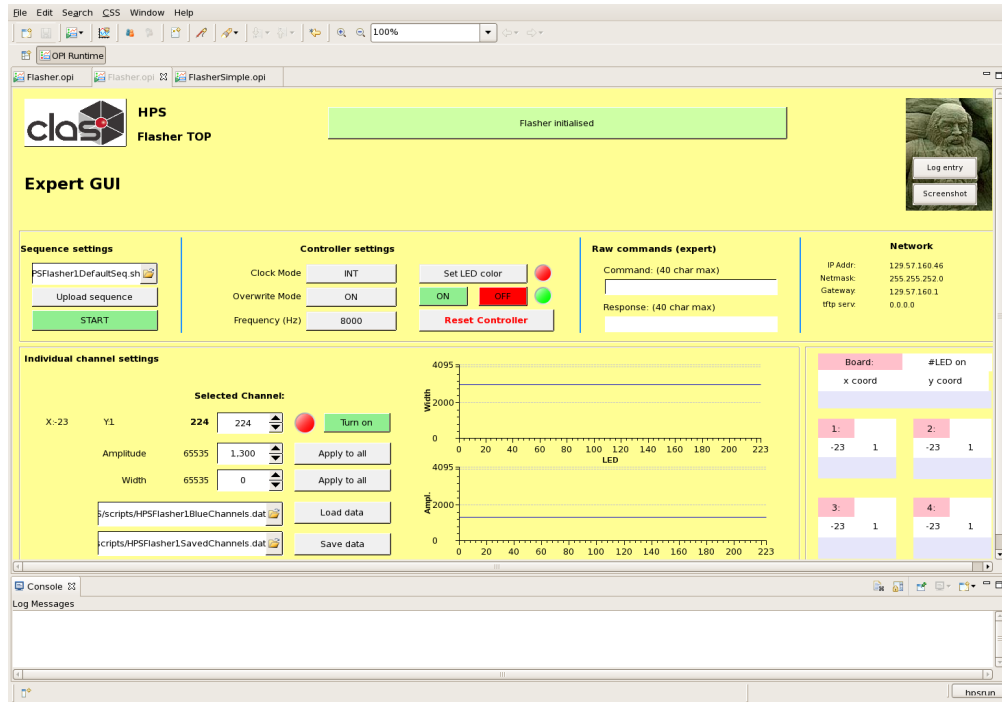 File Edit Search CSS Window Help
100%
OPI Runtime
Flasher.opi Flasher.opi FlasherSimple.opi
clas
HPS
Flasher TOP
Flasher initialised
Log entry
Screenshot
Expert GUI
Sequence settings
PSFlasher1DefaultSeq.sh
Upload sequence
START
Controller settings
Clock Mode INT Set LED color
Overwrite Mode ON ON OFF
Frequency (Hz) 8000 Reset Controller
Raw commands (expert)
Command: (40 char max)
Response: (40 char max)
Network
IP Addr: 129.57.160.46
Netmask: 255.255.252.0
Gateway: 129.57.160.1
tftp serv: 0.0.0.0
Individual channel settings
Selected Channel:
X:-23 Y:1 224 224 Turn on
Amplitude 65535 1,300 Apply to all
Width 65535 0 Apply to all
S/scripts/HPSFlasher1BlueChannels.dat Load data
scripts/HPSFlasher1SavedChannels.dat Save data
4095
2000
0
Width
0 20 40 60 80 100 120 140 160 180 200 223
LED
4095
2000
0
Ampl.
0 20 40 60 80 100 120 140 160 180 200 223
Board: #LED on
x coord y coord
1: 2:
-23 1 -23 1
3: 4:
-23 1 -23 1
Console
Log Messages
hpsrun